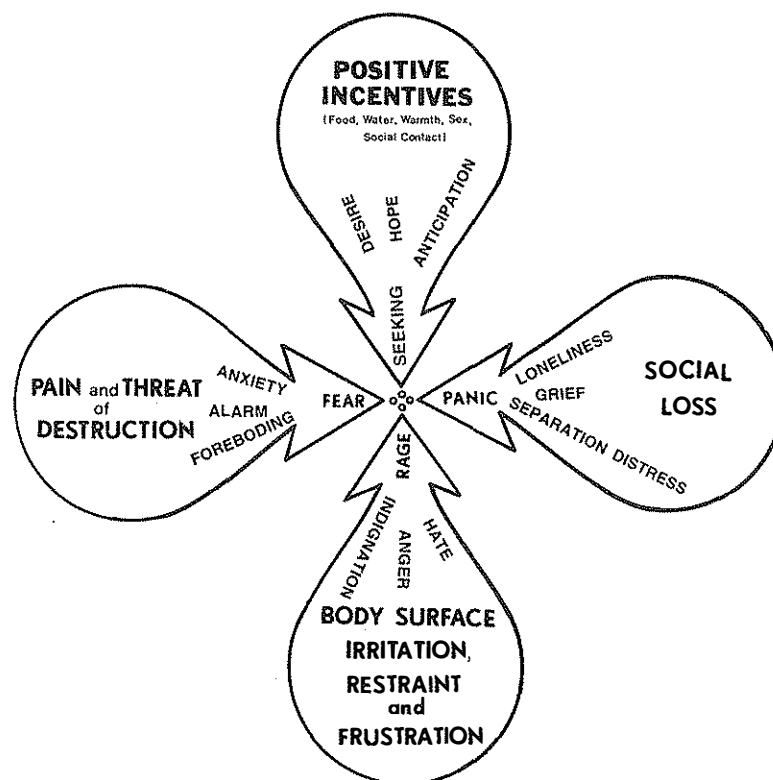 POSITIVE
INCENTIVES
(Food, Water, Warmth, Sex,
Social Contact)
DESIRE
HOPE
ANTICIPATION
SEEKING
PAIN and THREAT
of
DESTRUCTION
ANXIETY
ALARM
FOREBODING
FEAR
PANIC
LONELINESS
GRIEF
SEPARATION DISTRESS
SOCIAL
LOSS
RAGE
INDIGNATION
ANGER
HATE
BODY SURFACE
IRRITATION,
RESTRAINT
and
FRUSTRATION